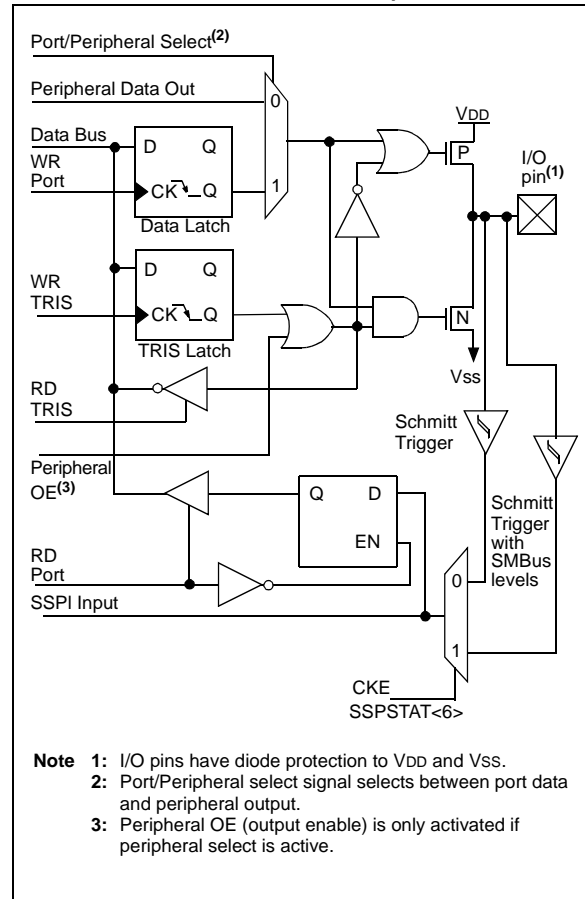 Port/Peripheral Select(2)
Peripheral Data Out
0
Data Bus
D Q
WR
Port
CK Q
1
Data Latch
VDD
P
I/O
pin(1)
D Q
WR
TRIS
CK Q
TRIS Latch
N
Vss
RD
TRIS
Schmitt
Trigger
Peripheral
OE(3)
Q D
EN
Schmitt
Trigger
with
SMBus
levels
RD
Port
0
SSPI Input
1
CKE
SSPSTAT<6>
Note 1: I/O pins have diode protection to VDD and VSS.
2: Port/Peripheral select signal selects between port data
and peripheral output.
3: Peripheral OE (output enable) is only activated if
peripheral select is active.